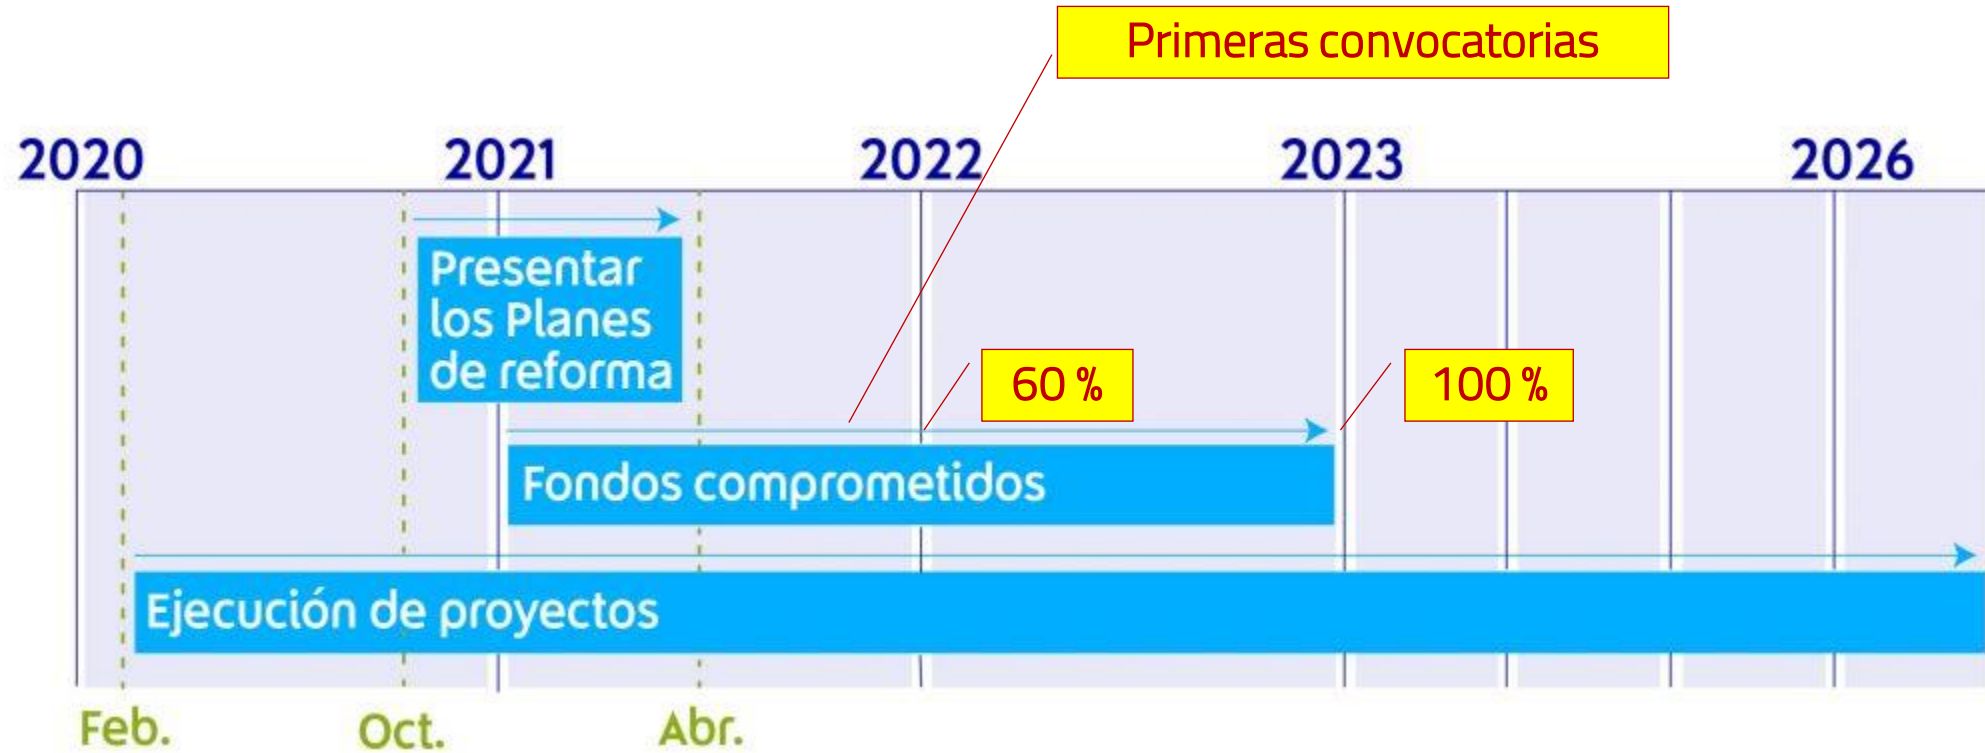 Primeras convocatorias
2020
2021
2022
2023
2026
Presentar
los Planes
de reforma
60 %
100 %
Fondos comprometidos
Ejecución de proyectos
Feb.
Oct.
Abr.